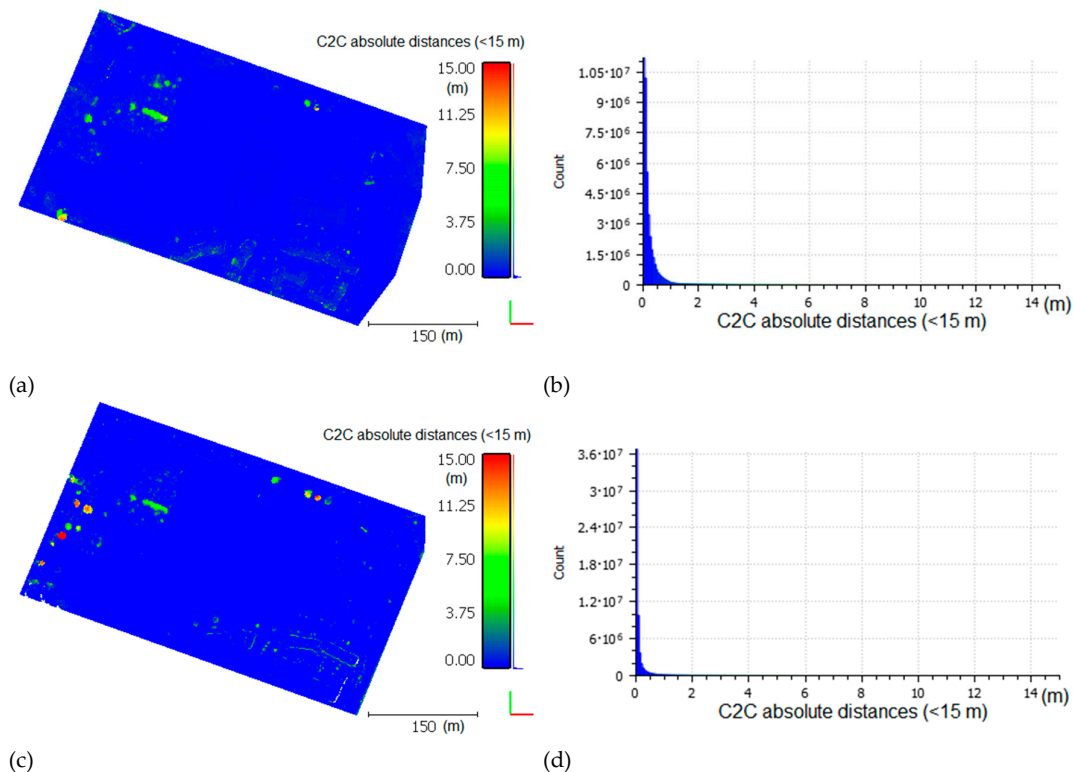 C2C absolute distances (<15 m)
15.00
(m)
11.25
7.50
3.75
0.00
150 (m)
(a)
1.05·10⁷
9·10⁶
7.5·10⁶
6·10⁶
4.5·10⁶
3·10⁶
1.5·10⁶
0
Count
0 2 4 6 8 10 12 14 (m)
C2C absolute distances (<15 m)
(b)
C2C absolute distances (<15 m)
15.00
(m)
11.25
7.50
3.75
0.00
150 (m)
(c)
3.6·10⁷
3·10⁷
2.4·10⁷
1.8·10⁷
1.2·10⁷
6·10⁶
0
Count
0 2 4 6 8 10 12 14 (m)
C2C absolute distances (<15 m)
(d)